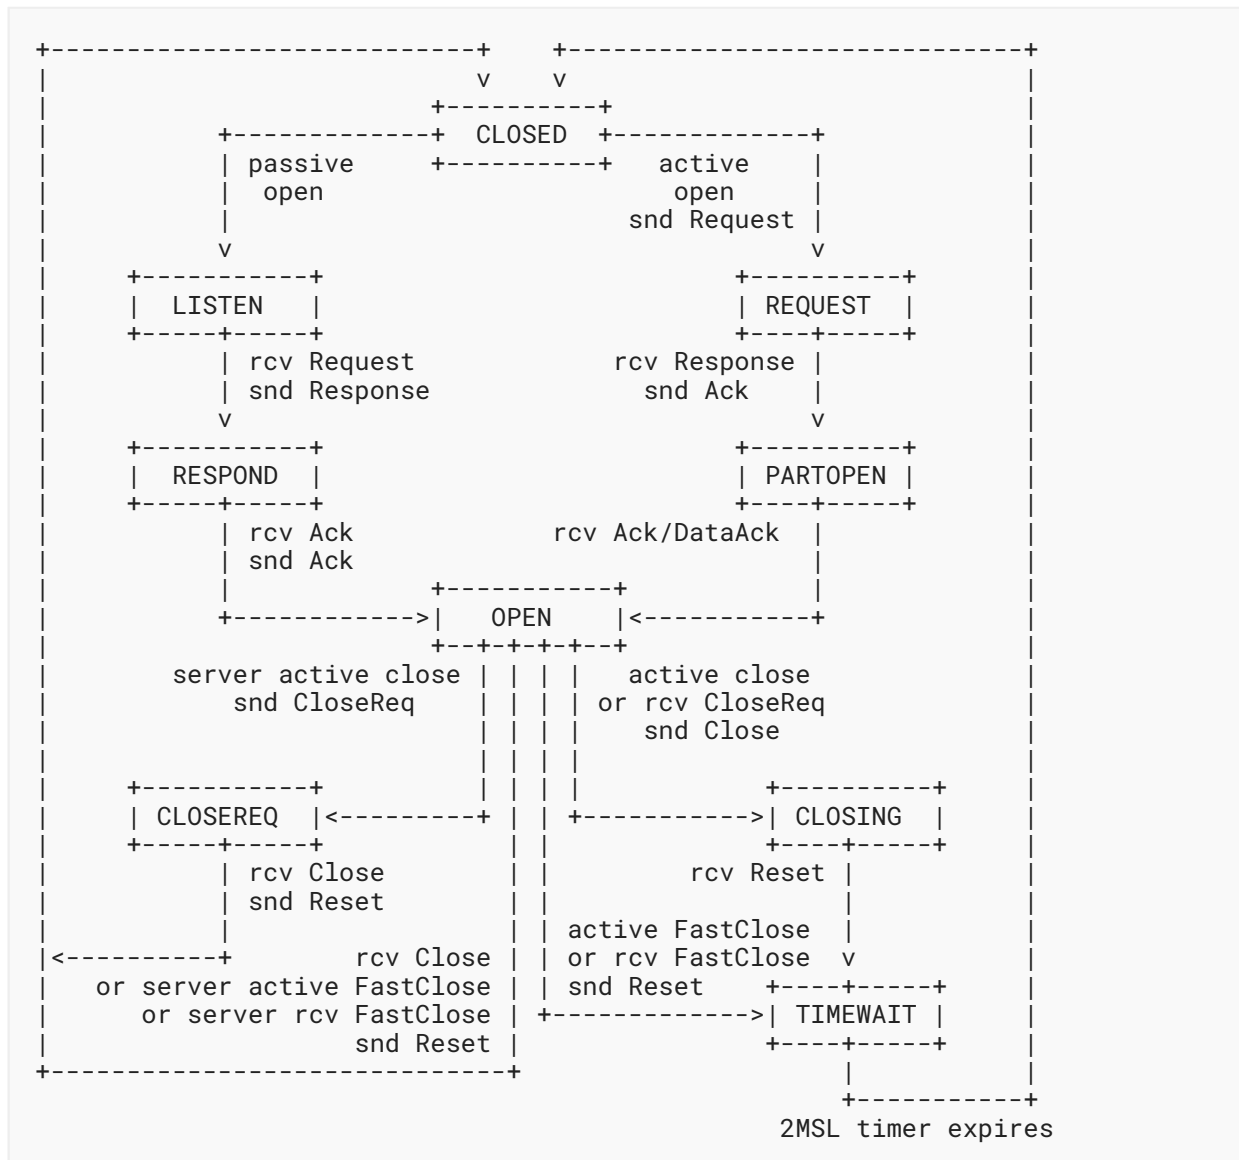 CLOSED
passive active
open open
snd Request
LISTEN REQUEST
rcv Request rcv Response
snd Response snd Ack
RESPOND PARTOPEN
rcv Ack rcv Ack/DataAck
snd Ack
OPEN
server active close active close
snd CloseReq or rcv CloseReq
snd Close
CLOSEREQ CLOSING
rcv Close rcv Reset
snd Reset
active FastClose
rcv Close or rcv FastClose
or server active FastClose snd Reset
or server rcv FastClose TIMEWAIT
snd Reset
2MSL timer expires